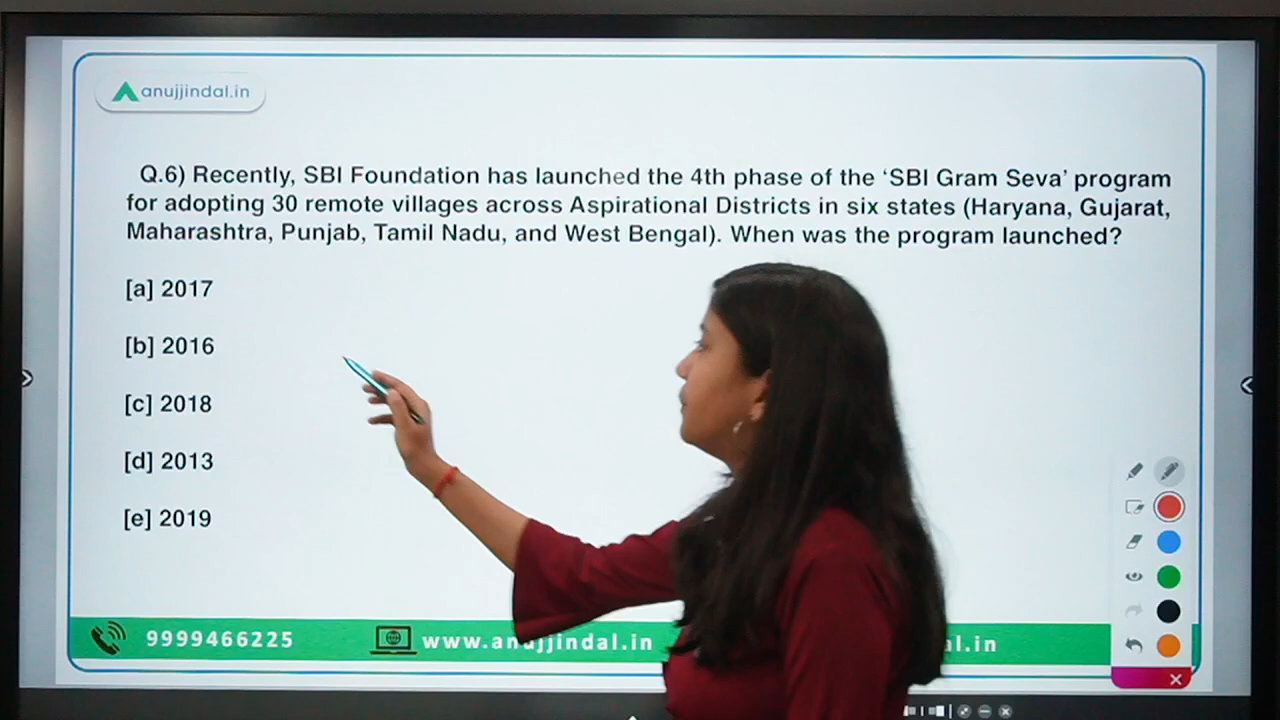 anujjindal.in
Q.6) Recently, SBI Foundation has launched the 4th phase of the ‘SBI Gram Seva’ program
for adopting 30 remote villages across Aspirational Districts in six states (Haryana, Gujarat,
Maharashtra, Punjab, Tamil Nadu, and West Bengal). When was the program launched?
[a] 2017
[b] 2016
[c] 2018
[d] 2013
[e] 2019
9999466225
www.anujjindal.in
al.in